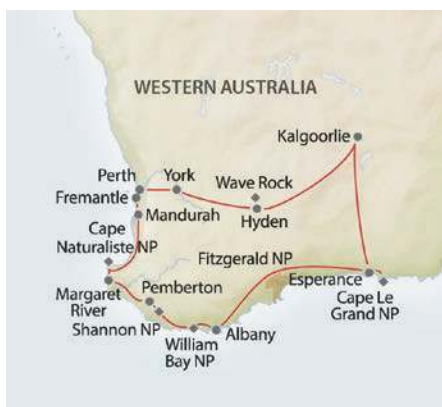 WESTERN AUSTRALIA
Kalgoorlie
Perth
York
Wave Rock
Fremantle
Mandurah
Hyden
Cape
Naturaliste NP
Fitzgerald NP
Margaret
River
Pemberton
Esperance
Cape Le
Grand NP
Shannon NP
William
Bay NP
Albany